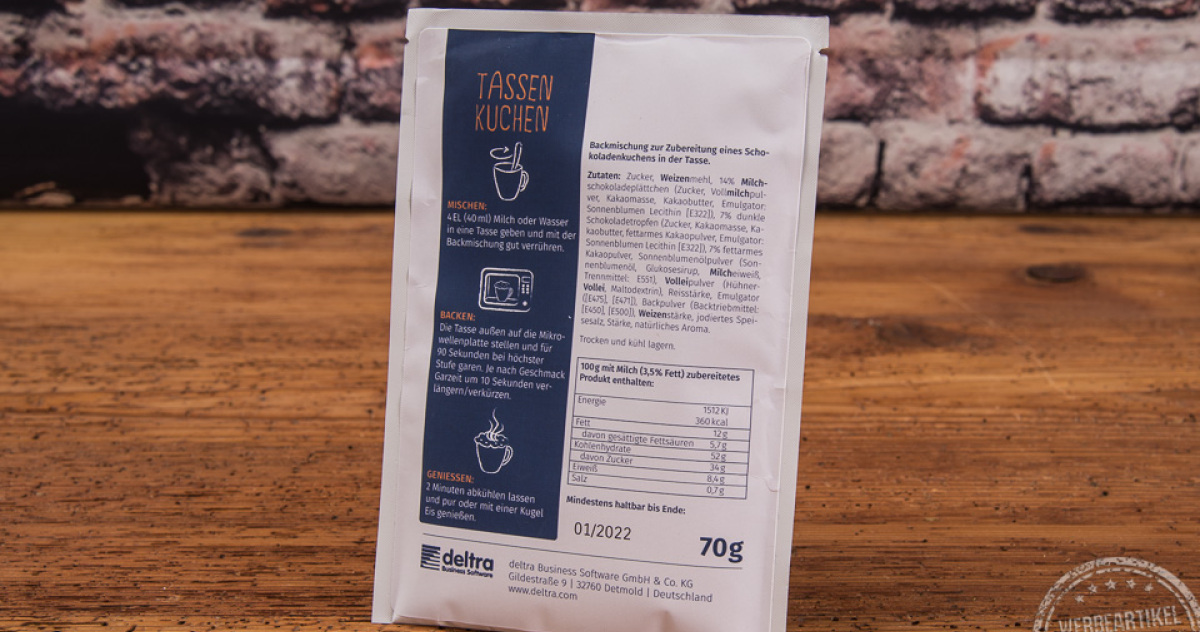 TASSEN
KUCHEN
MISCHEN:
4 EL (40 ml) Milch oder Wasser
in eine Tasse geben und mit der
Backmischung gut verrühren.
BACKEN:
Die Tasse außen auf die Mikro-
wellenplatte stellen und für
90 Sekunden bei höchster
Stufe garen. Je nach Geschmack
Garzeit um 10 Sekunden ver-
längern/verkürzen.
GENIESSEN:
2 Minuten abkühlen lassen
und pur oder mit einer Kugel
Eis genießen.
Backmischung zur Zubereitung eines Scho-
koladenkuchens in der Tasse.
Zutaten: Zucker, Weizenmehl, 14% Milch-
schokoladeplättchen (Zucker, Vollmilchpul-
ver, Kakaomasse, Kakaobutter, Emulgator:
Sonnenblumen Lecithin [E322]), 7% dunkle
Schokoladetropfen (Zucker, Kakaomasse, Ka-
kaobutter, fettarmes Kakaopulver, Emulgator:
Sonnenblumen Lecithin [E322]), 7% fettarmes
Kakaopulver, Sonnenblumenölpulver (Son-
nenblumenöl, Glukosesirup, Milcheiweiß,
Trennmittel: E551), Volleipulver (Hühner-
Vollei, Maltodextrin), Reisstärke, Emulgator
([E475], [E471]), Backpulver (Backtriebmittel:
[E450], [E500]), Weizenstärke, jodiertes Spei-
sesalz, Stärke, natürliches Aroma.
Trocken und kühl lagern.
100 g mit Milch (3,5% Fett) zubereitetes
Produkt enthalten:
Energie 1512 KJ
360 kcal
Fett 12 g
davon gesättigte Fettsäuren 5,7 g
Kohlenhydrate 52 g
davon Zucker 34 g
Eiweiß 8,4 g
Salz 0,7 g
Mindestens haltbar bis Ende:
01/2022
70g
deltra
Business Software
deltra Business Software GmbH & Co. KG
Gildestraße 9 | 32760 Detmold | Deutschland
www.deltra.com
WERBEARTIKEL